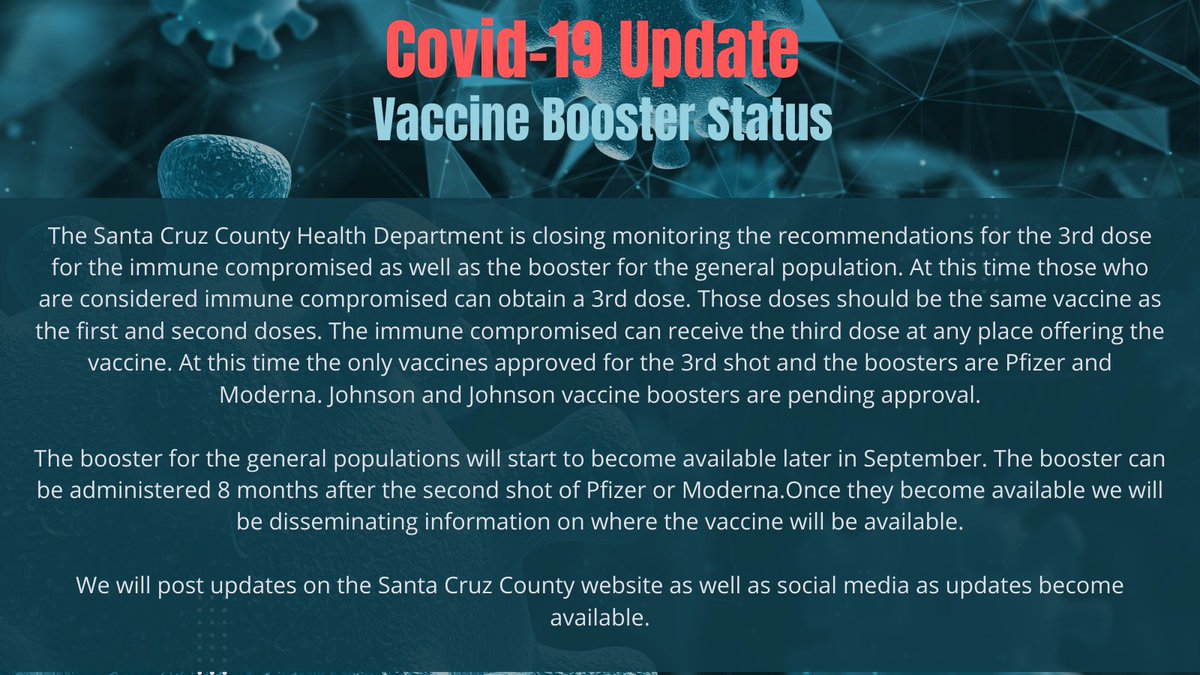 Covid-19 Update
Vaccine Booster Status
The Santa Cruz County Health Department is closing monitoring the recommendations for the 3rd dose
for the immune compromised as well as the booster for the general population. At this time those who
are considered immune compromised can obtain a 3rd dose. Those doses should be the same vaccine as
the first and second doses. The immune compromised can receive the third dose at any place offering the
vaccine. At this time the only vaccines approved for the 3rd shot and the boosters are Pfizer and
Moderna. Johnson and Johnson vaccine boosters are pending approval.
The booster for the general populations will start to become available later in September. The booster can
be administered 8 months after the second shot of Pfizer or Moderna.Once they become available we will
be disseminating information on where the vaccine will be available.
We will post updates on the Santa Cruz County website as well as social media as updates become
available.